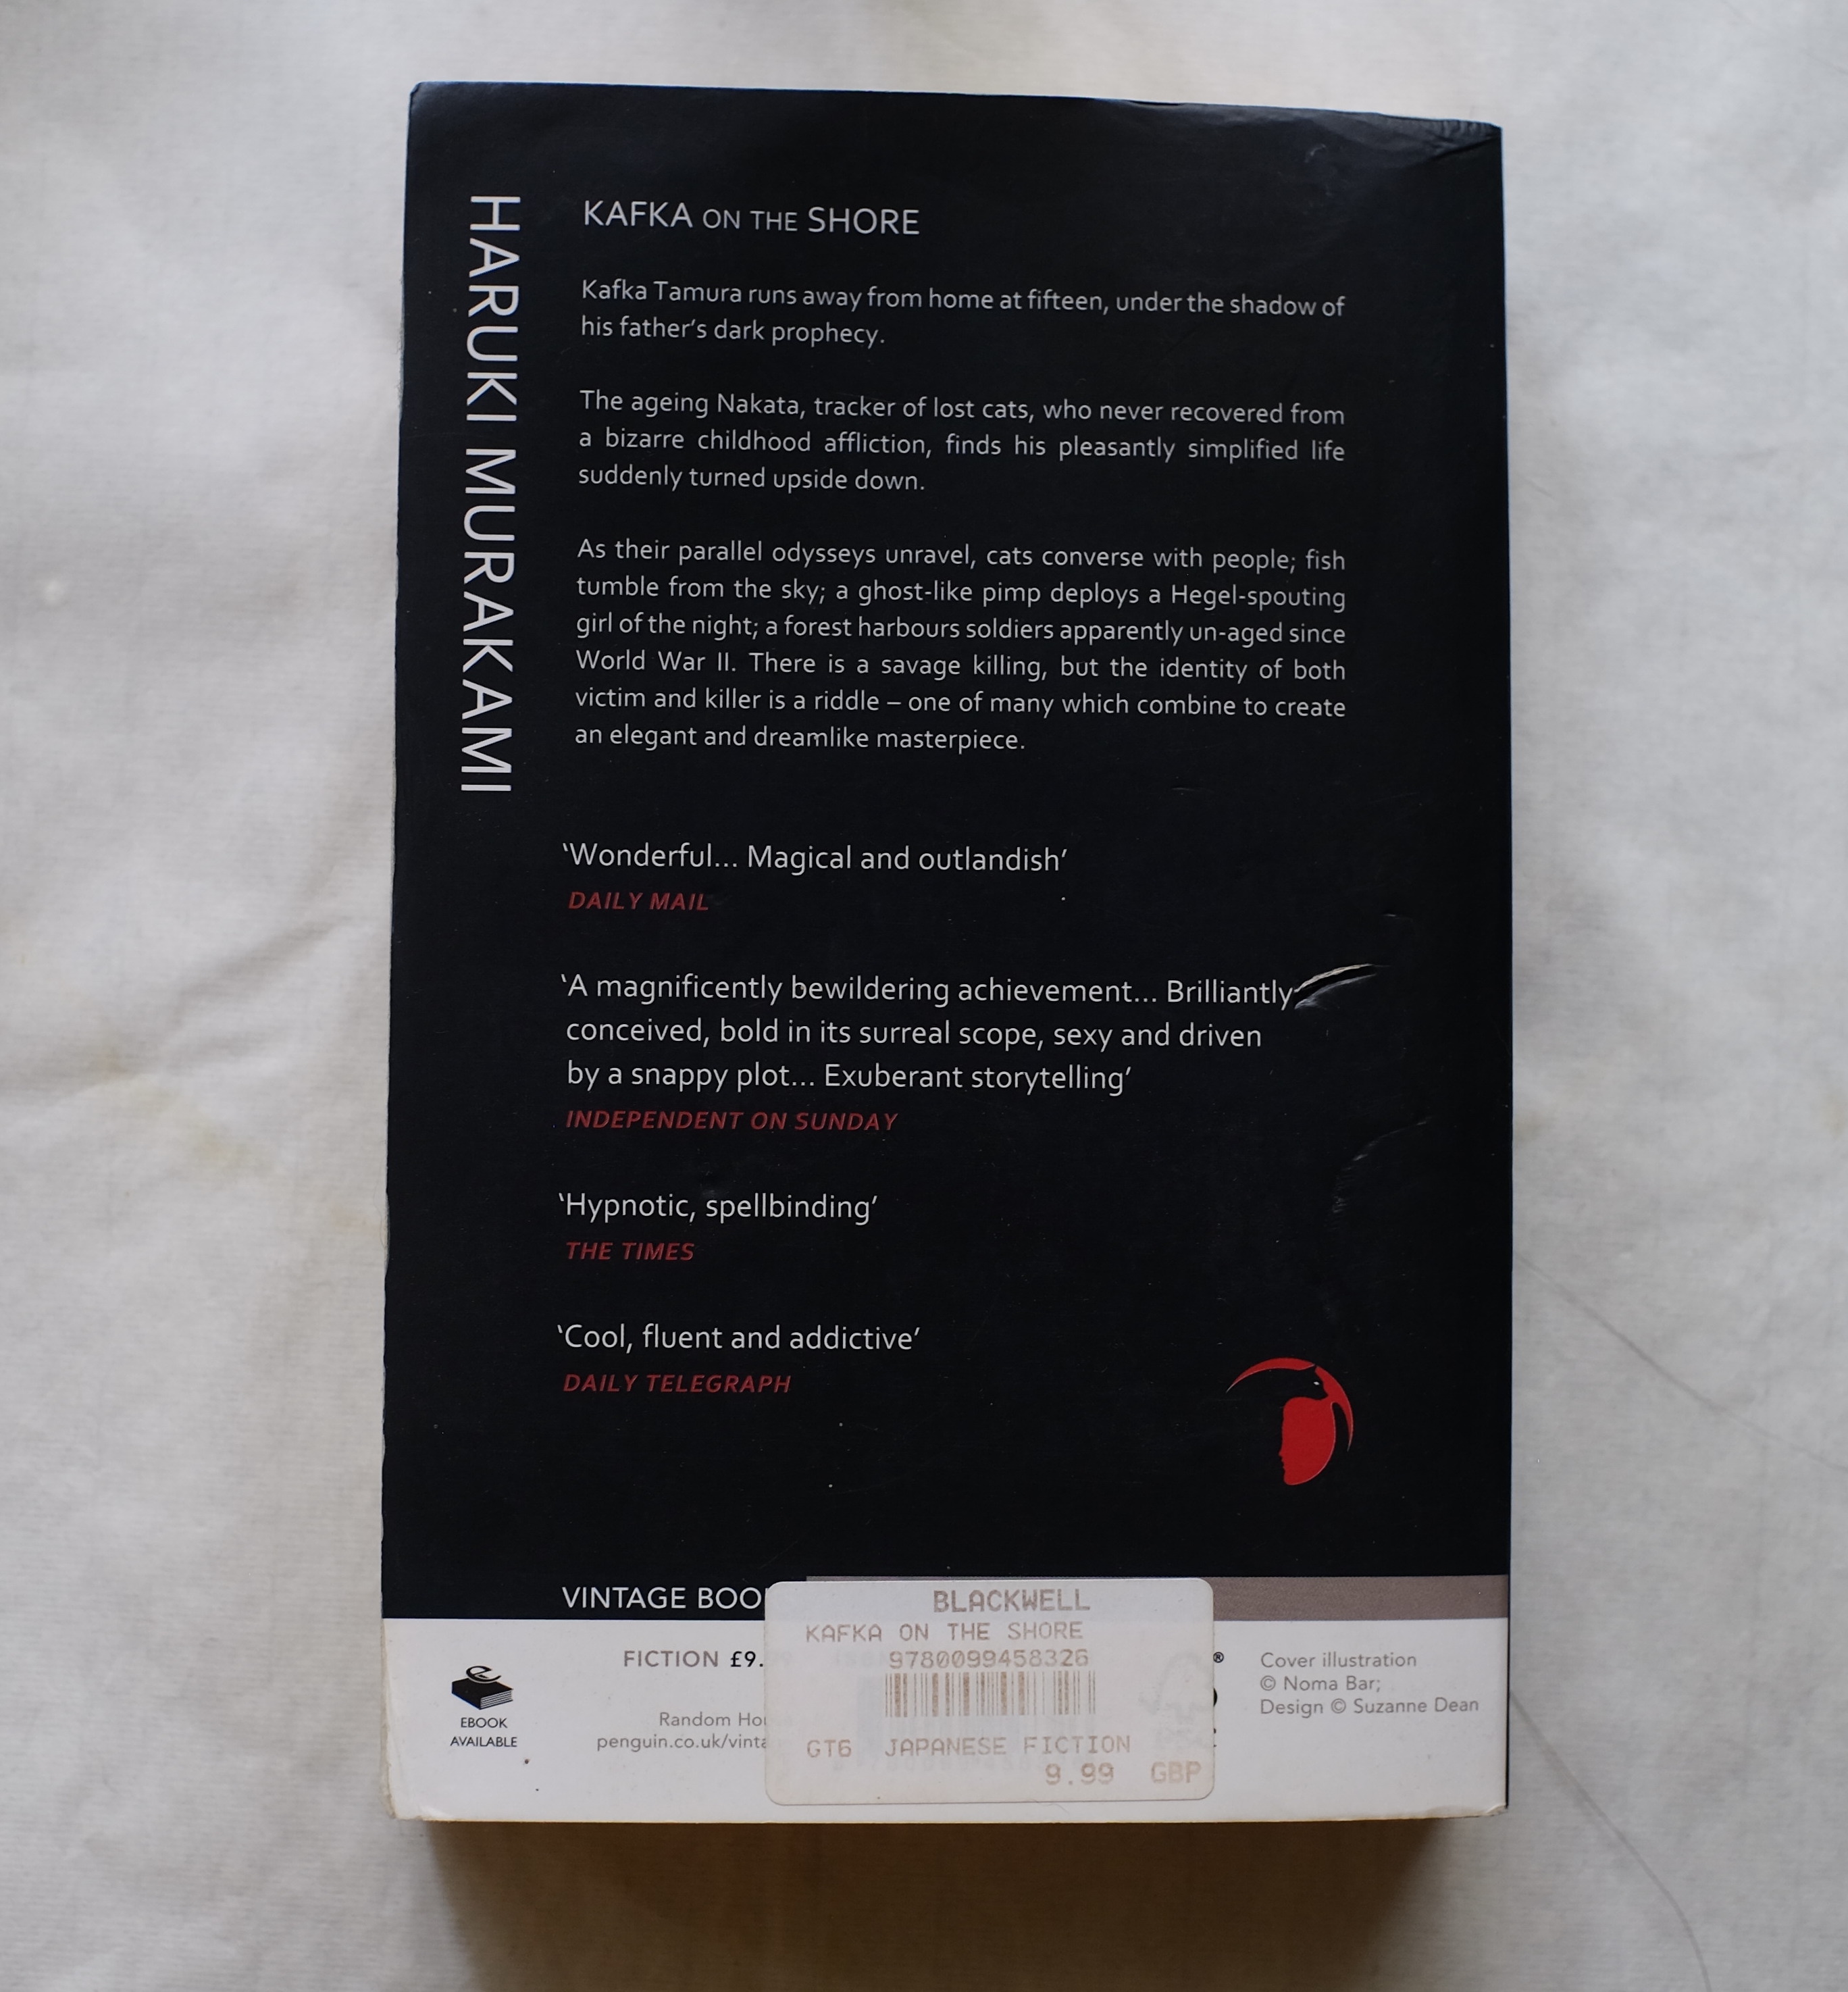 HARUKI MURAKAMI
KAFKA ON THE SHORE
Kafka Tamura runs away from home at fifteen, under the shadow of
his father's dark prophecy.
The ageing Nakata, tracker of lost cats, who never recovered from
a bizarre childhood affliction, finds his pleasantly simplified life
suddenly turned upside down.
As their parallel odysseys unravel, cats converse with people; fish
tumble from the sky; a ghost-like pimp deploys a Hegel-spouting
girl of the night; a forest harbours soldiers apparently un-aged since
World War II. There is a savage killing, but the identity of both
victim and killer is a riddle – one of many which combine to create
an elegant and dreamlike masterpiece.
‘Wonderful... Magical and outlandish’
DAILY MAIL
‘A magnificently bewildering achievement... Brilliantly
conceived, bold in its surreal scope, sexy and driven
by a snappy plot... Exuberant storytelling’
INDEPENDENT ON SUNDAY
‘Hypnotic, spellbinding’
THE TIMES
‘Cool, fluent and addictive’
DAILY TELEGRAPH
VINTAGE BOO
EBOOK
AVAILABLE
FICTION £9.
Random Hou
penguin.co.uk/vinta
BLACKWELL
KAFKA ON THE SHORE
9780099458326
GT6 JAPANESE FICTION
9.99 GBP
®
Cover illustration
© Noma Bar;
Design © Suzanne Dean